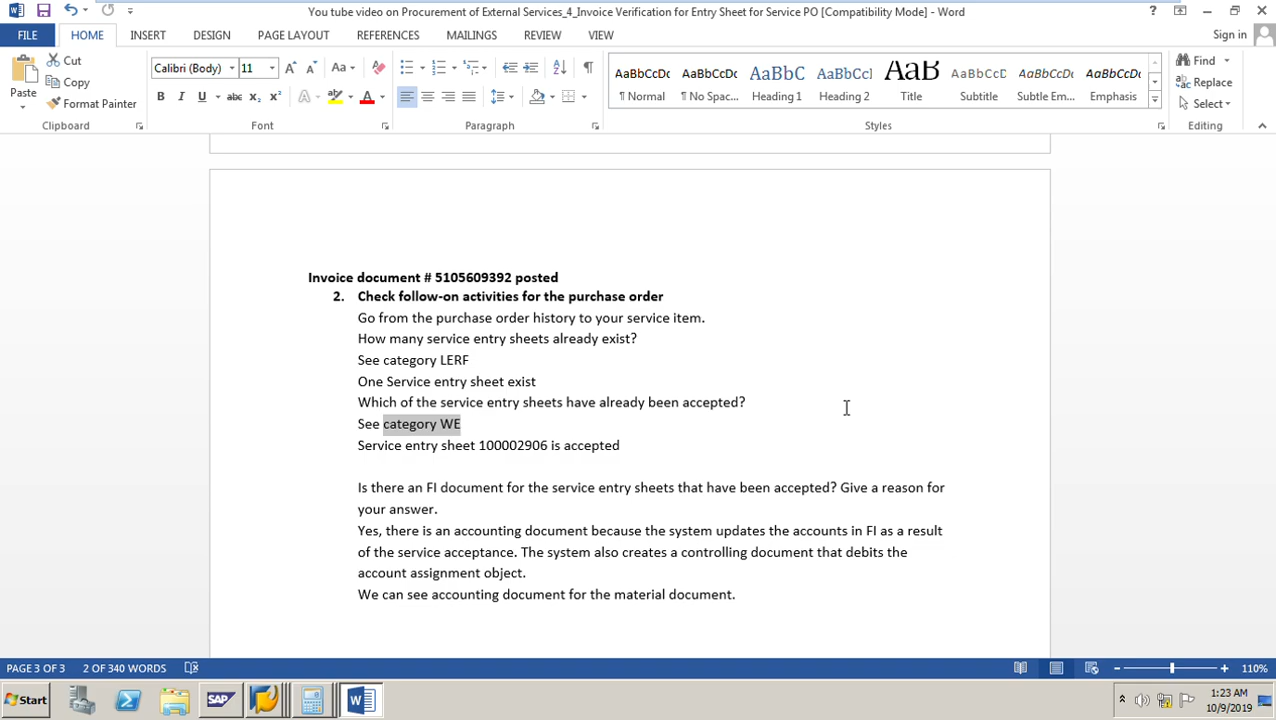 You tube video on Procurement of External Services_4_Invoice Verification for Entry Sheet for Service PO [Compatibility Mode] - Word
FILE HOME INSERT DESIGN PAGE LAYOUT REFERENCES MAILINGS REVIEW VIEW Sign in
Paste Cut Copy Format Painter
Calibri (Body) 11
Aa
B I U abc x₂ x² A A
AaBbCcDc AaBbCcDc AaBbC AaBbCcC AaB AaBbCcD AaBbCcDc AaBbCcDc
¶ Normal ¶ No Spac... Heading 1 Heading 2 Title Subtitle Subtle Em... Emphasis
Find Replace Select
Clipboard Font Paragraph Styles Editing
Invoice document # 5105609392 posted
2. Check follow-on activities for the purchase order
Go from the purchase order history to your service item.
How many service entry sheets already exist?
See category LERF
One Service entry sheet exist
Which of the service entry sheets have already been accepted?
See category WE
Service entry sheet 100002906 is accepted
Is there an FI document for the service entry sheets that have been accepted? Give a reason for
your answer.
Yes, there is an accounting document because the system updates the accounts in FI as a result
of the service acceptance. The system also creates a controlling document that debits the
account assignment object.
We can see accounting document for the material document.
PAGE 3 OF 3 2 OF 340 WORDS 110%
Start SAP 1:23 AM
10/9/2019